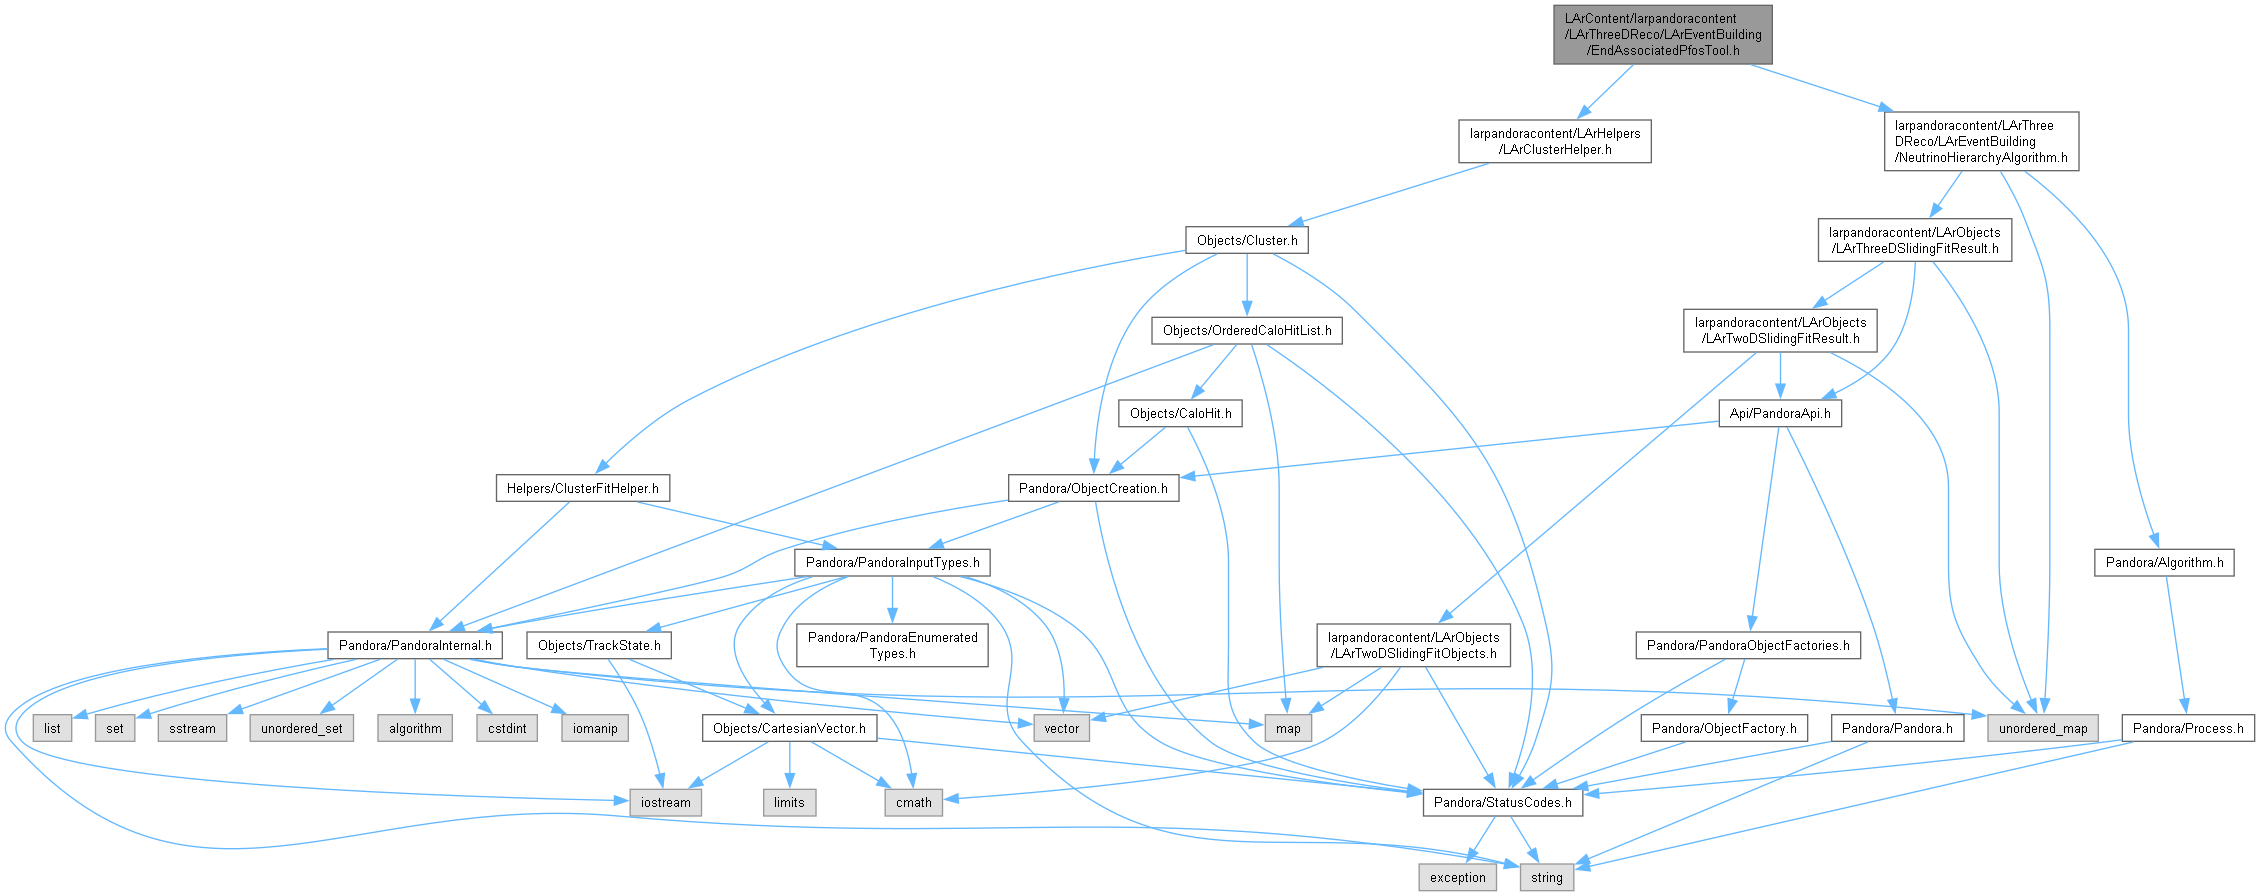 LArContent/larpandoracontent
/LArThreeDReco/LArEventBuilding
/EndAssociatedPfosTool.h
larpandoracontent/LArHelpers
/LArClusterHelper.h
larpandoracontent/LArThree
DReco/LArEventBuilding
/NeutrinoHierarchyAlgorithm.h
Objects/Cluster.h
larpandoracontent/LArObjects
/LArThreeDSlidingFitResult.h
Objects/OrderedCaloHitList.h
larpandoracontent/LArObjects
/LArTwoDSlidingFitResult.h
Objects/CaloHit.h
Api/PandoraApi.h
Helpers/ClusterFitHelper.h
Pandora/ObjectCreation.h
Pandora/PandoraInputTypes.h
Pandora/Algorithm.h
Pandora/PandoraInternal.h
Objects/TrackState.h
Pandora/PandoraEnumerated
Types.h
larpandoracontent/LArObjects
/LArTwoDSlidingFitObjects.h
Pandora/PandoraObjectFactories.h
list
set
sstream
unordered_set
algorithm
cstdint
iomanip
Objects/CartesianVector.h
vector
map
Pandora/ObjectFactory.h
Pandora/Pandora.h
unordered_map
Pandora/Process.h
iostream
limits
cmath
Pandora/StatusCodes.h
exception
string